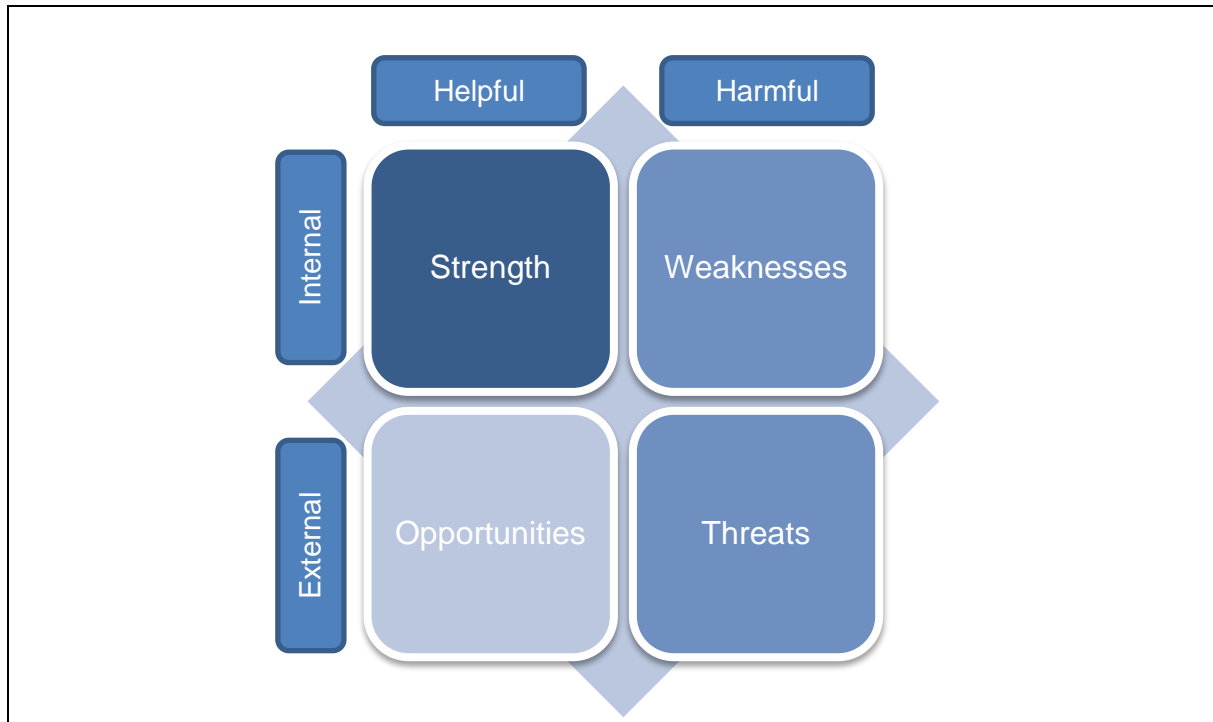 Helpful
Harmful
Internal
Strength
Weaknesses
External
Opportunities
Threats